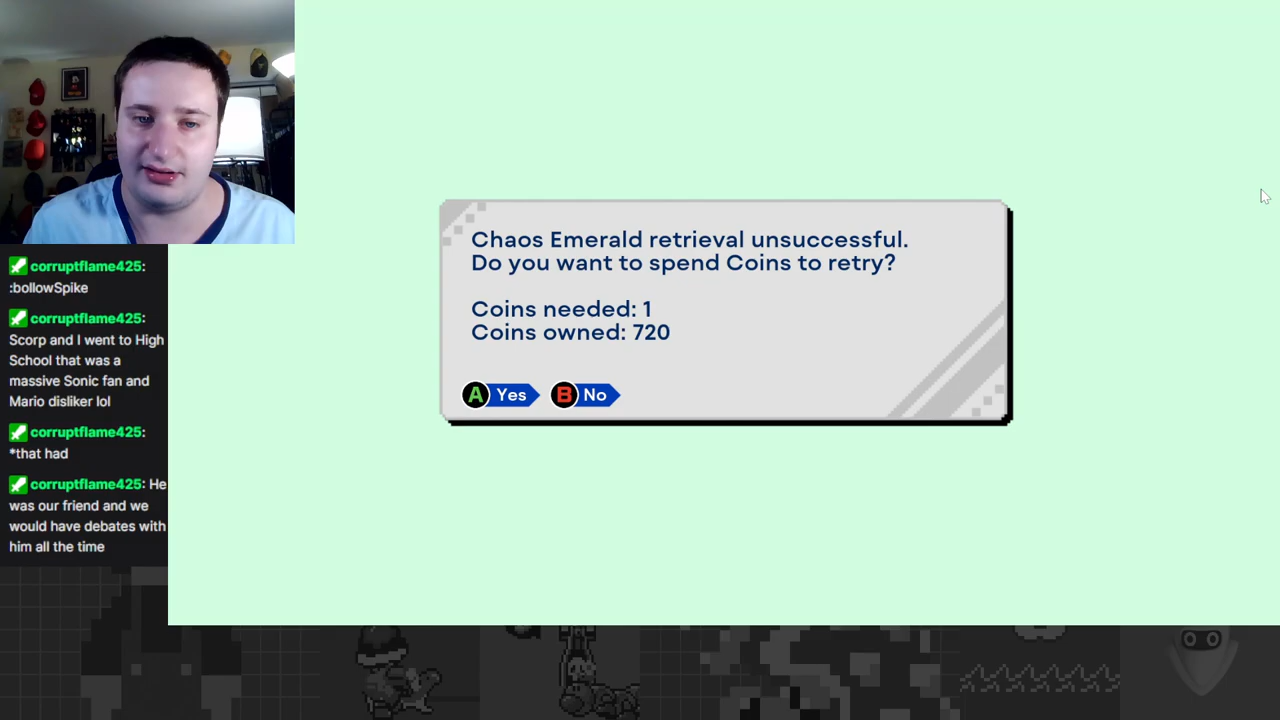 corruptflame425:
:bollowSpike
corruptflame425:
Scorp and I went to High
School that was a
massive Sonic fan and
Mario disliker lol
corruptflame425:
*that had
corruptflame425: He
was our friend and we
would have debates with
him all the time
Chaos Emerald retrieval unsuccessful.
Do you want to spend Coins to retry?
Coins needed: 1
Coins owned: 720
A Yes B No